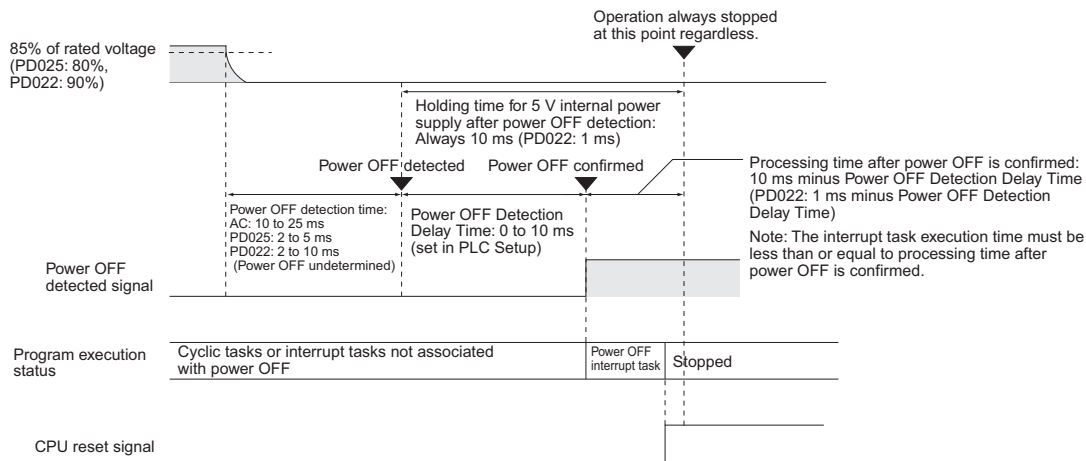 Operation always stopped
at this point regardless.
85% of rated voltage
(PD025: 80%,
PD022: 90%)
Holding time for 5 V internal power
supply after power OFF detection:
Always 10 ms (PD022: 1 ms)
Power OFF detected
Power OFF confirmed
Processing time after power OFF is confirmed:
10 ms minus Power OFF Detection Delay Time
(PD022: 1 ms minus Power OFF Detection
Delay Time)
Note: The interrupt task execution time must be
less than or equal to processing time after
power OFF is confirmed.
Power OFF detection time:
AC: 10 to 25 ms
PD025: 2 to 5 ms
PD022: 2 to 10 ms
(Power OFF undetermined)
Power OFF Detection
Delay Time: 0 to 10 ms
(set in PLC Setup)
Power OFF
detected signal
Program execution
status
Cyclic tasks or interrupt tasks not associated
with power OFF
Power OFF
interrupt task
Stopped
CPU reset signal